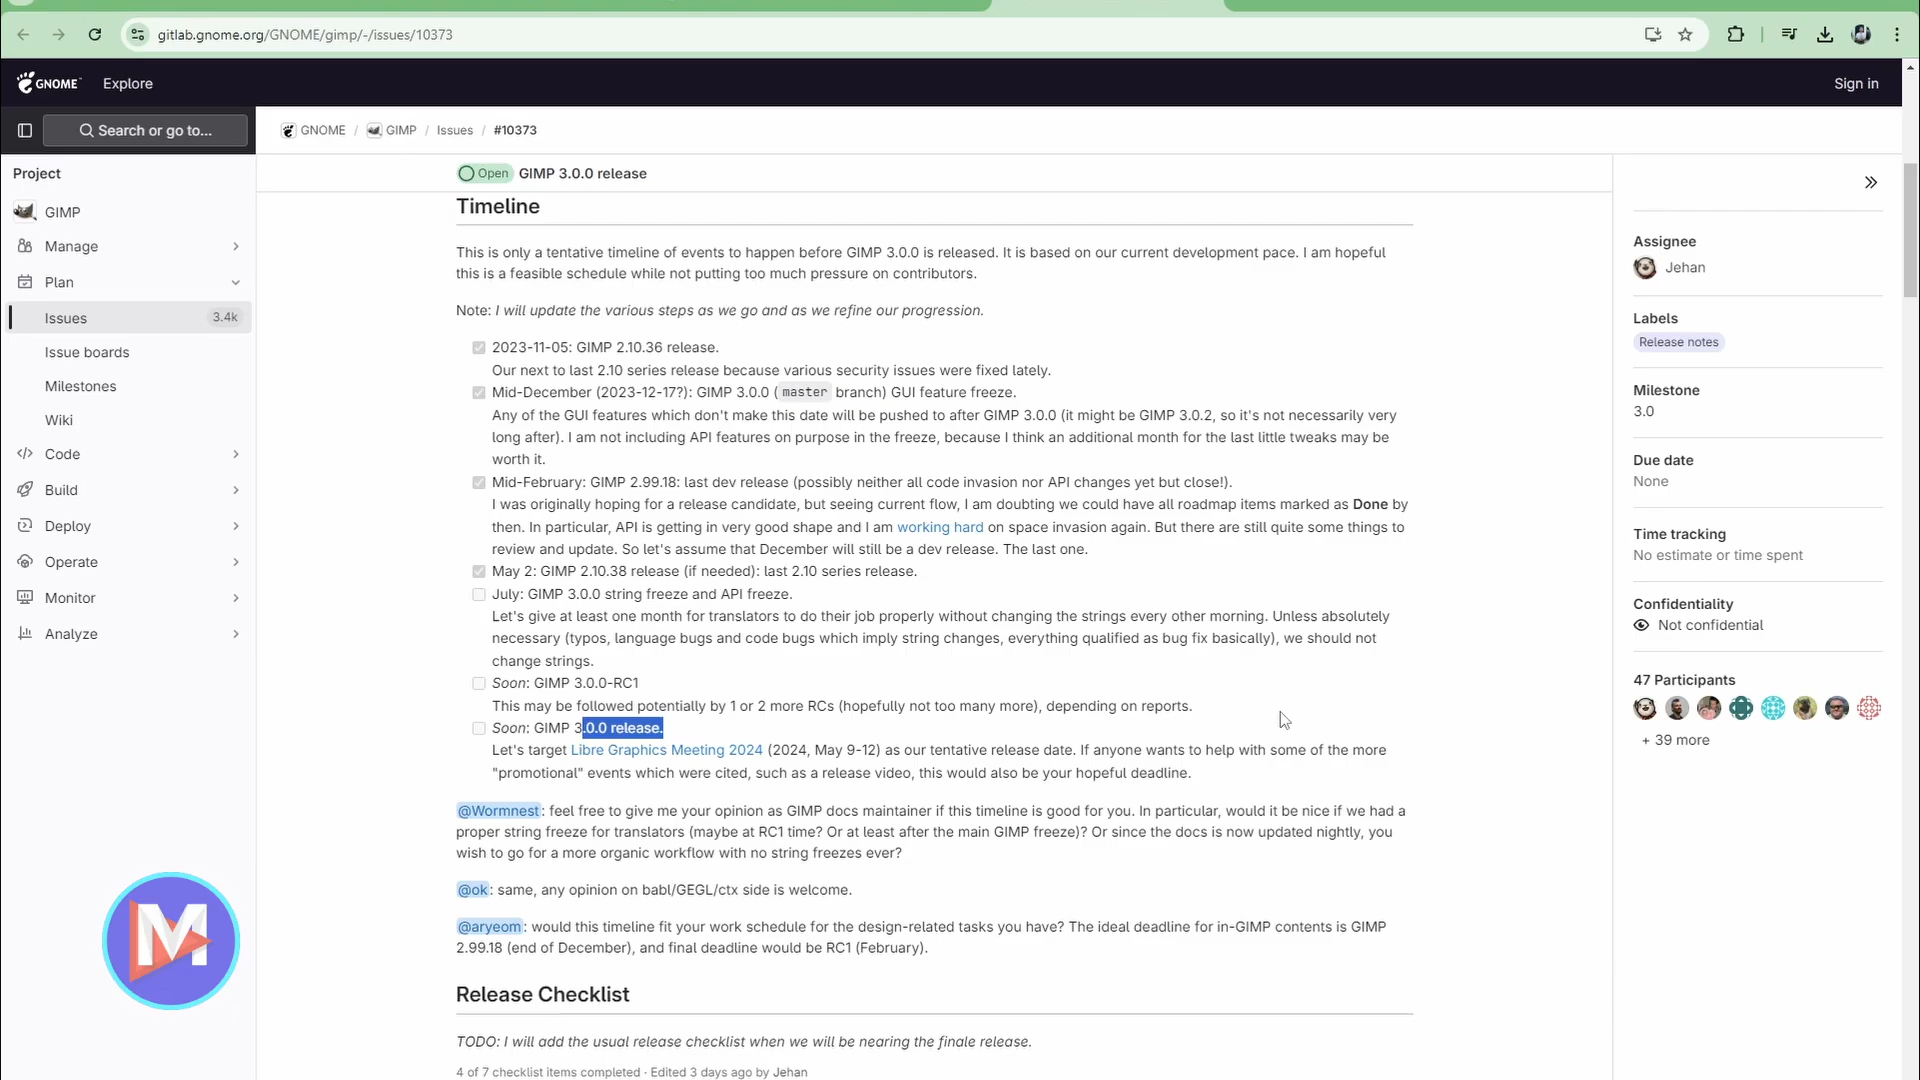 gitlab.gnome.org/GNOME/gimp/-/issues/10373
GNOME
Explore
Sign in
Search or go to...
GNOME / GIMP / Issues / #10373
Project
GIMP
Manage
Plan
Issues 3.4k
Issue boards
Milestones
Wiki
Code
Build
Deploy
Operate
Monitor
Analyze
Open GIMP 3.0.0 release
Timeline
This is only a tentative timeline of events to happen before GIMP 3.0.0 is released. It is based on our current development pace. I am hopeful
this is a feasible schedule while not putting too much pressure on contributors.
Note: I will update the various steps as we go and as we refine our progression.
2023-11-05: GIMP 2.10.36 release.
Our next to last 2.10 series release because various security issues were fixed lately.
Mid-December (2023-12-17?): GIMP 3.0.0 ( master branch) GUI feature freeze.
Any of the GUI features which don't make this date will be pushed to after GIMP 3.0.0 (it might be GIMP 3.0.2, so it's not necessarily very
long after). I am not including API features on purpose in the freeze, because I think an additional month for the last little tweaks may be
worth it.
Mid-February: GIMP 2.99.18: last dev release (possibly neither all code invasion nor API changes yet but close!).
I was originally hoping for a release candidate, but seeing current flow, I am doubting we could have all roadmap items marked as Done by
then. In particular, API is getting in very good shape and I am working hard on space invasion again. But there are still quite some things to
review and update. So let's assume that December will still be a dev release. The last one.
May 2: GIMP 2.10.38 release (if needed): last 2.10 series release.
July: GIMP 3.0.0 string freeze and API freeze.
Let's give at least one month for translators to do their job properly without changing the strings every other morning. Unless absolutely
necessary (typos, language bugs and code bugs which imply string changes, everything qualified as bug fix basically), we should not
change strings.
Soon: GIMP 3.0.0-RC1
This may be followed potentially by 1 or 2 more RCs (hopefully not too many more), depending on reports.
Soon: GIMP 3.0.0 release.
Let's target Libre Graphics Meeting 2024 (2024, May 9-12) as our tentative release date. If anyone wants to help with some of the more
"promotional" events which were cited, such as a release video, this would also be your hopeful deadline.
@Wormnest: feel free to give me your opinion as GIMP docs maintainer if this timeline is good for you. In particular, would it be nice if we had a
proper string freeze for translators (maybe at RC1 time? Or at least after the main GIMP freeze)? Or since the docs is now updated nightly, you
wish to go for a more organic workflow with no string freezes ever?
@ok: same, any opinion on babl/GEGL/ctx side is welcome.
@aryeom: would this timeline fit your work schedule for the design-related tasks you have? The ideal deadline for in-GIMP contents is GIMP
2.99.18 (end of December), and final deadline would be RC1 (February).
Release Checklist
TODO: I will add the usual release checklist when we will be nearing the finale release.
4 of 7 checklist items completed · Edited 3 days ago by Jehan
Assignee
Jehan
Labels
Release notes
Milestone
3.0
Due date
None
Time tracking
No estimate or time spent
Confidentiality
Not confidential
47 Participants
+ 39 more
M